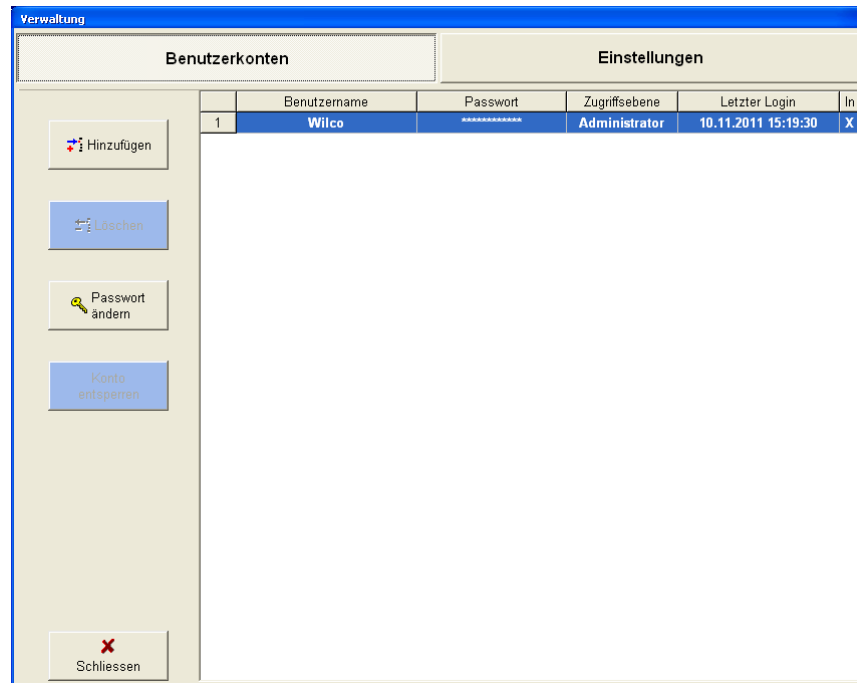 Verwaltung
Benutzerkonten
Einstellungen
Benutzername Passwort Zugriffsebene Letzter Login In
1 Wilco ************ Administrator 10.11.2011 15:19:30 X
Hinzufügen
Löschen
Passwort
ändern
Konto
entsperren
Schliessen